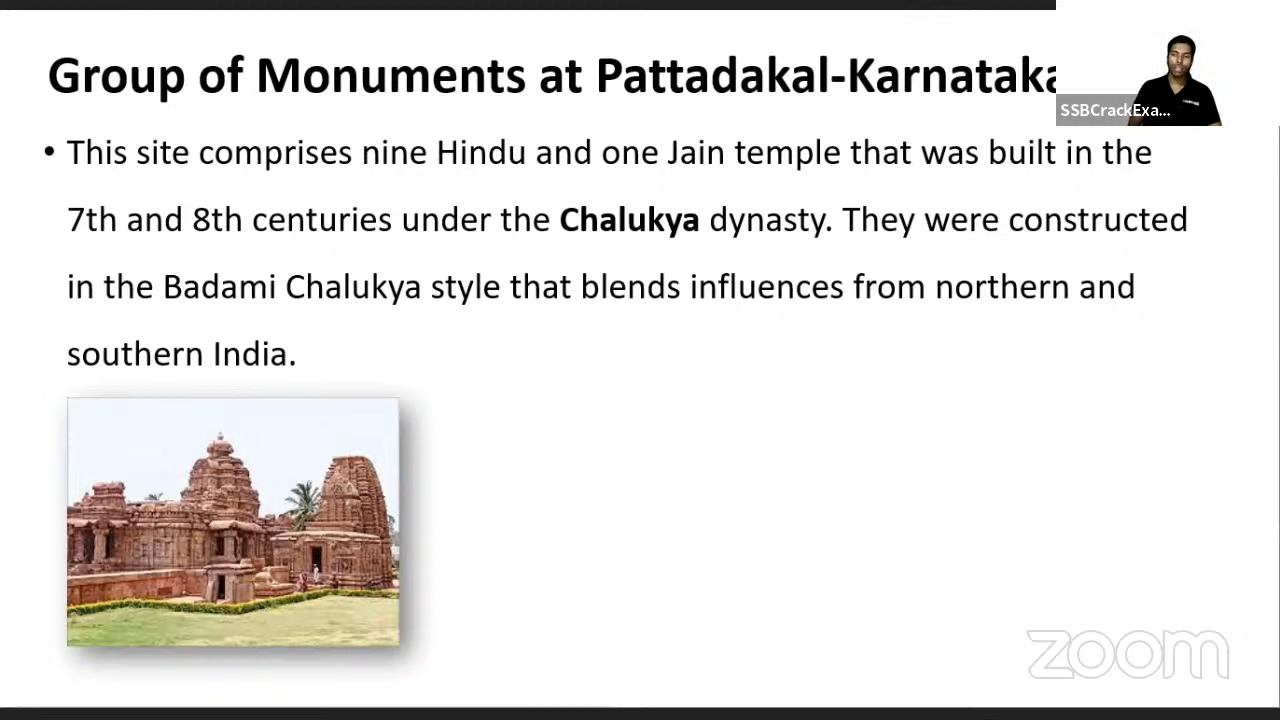 Group of Monuments at Pattadakal-Karnataka
SSBCrackExa...
• This site comprises nine Hindu and one Jain temple that was built in the
7th and 8th centuries under the Chalukya dynasty. They were constructed
in the Badami Chalukya style that blends influences from northern and
southern India.
zoom